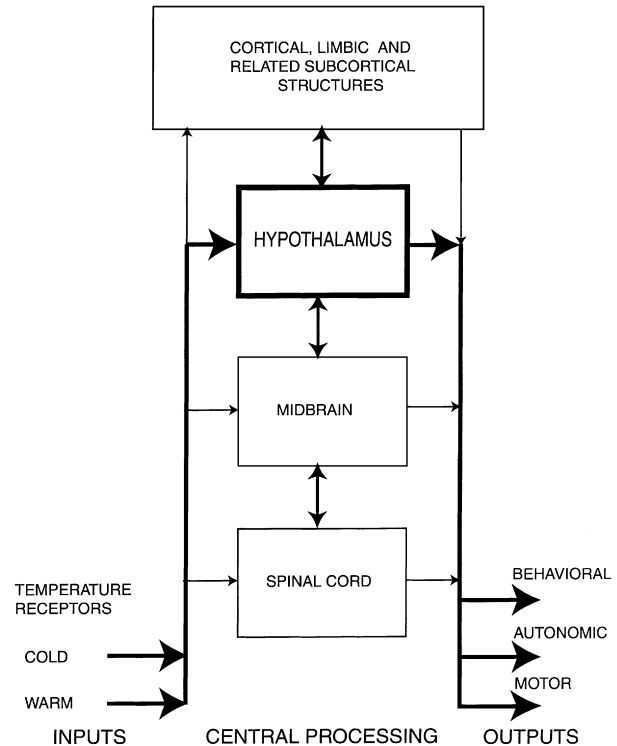 CORTICAL, LIMBIC AND
RELATED SUBCORTICAL
STRUCTURES
HYPOTHALAMUS
MIDBRAIN
SPINAL CORD
TEMPERATURE
RECEPTORS
COLD
WARM
BEHAVIORAL
AUTONOMIC
MOTOR
INPUTS
CENTRAL PROCESSING
OUTPUTS